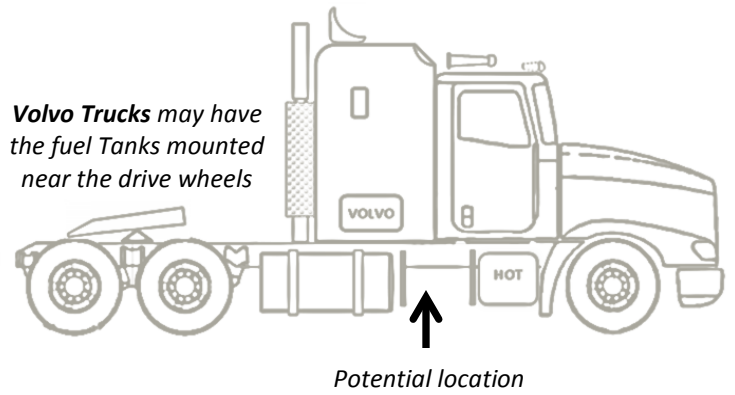 Volvo Trucks may have
the fuel Tanks mounted
near the drive wheels
VOLVO
HOT
Potential location